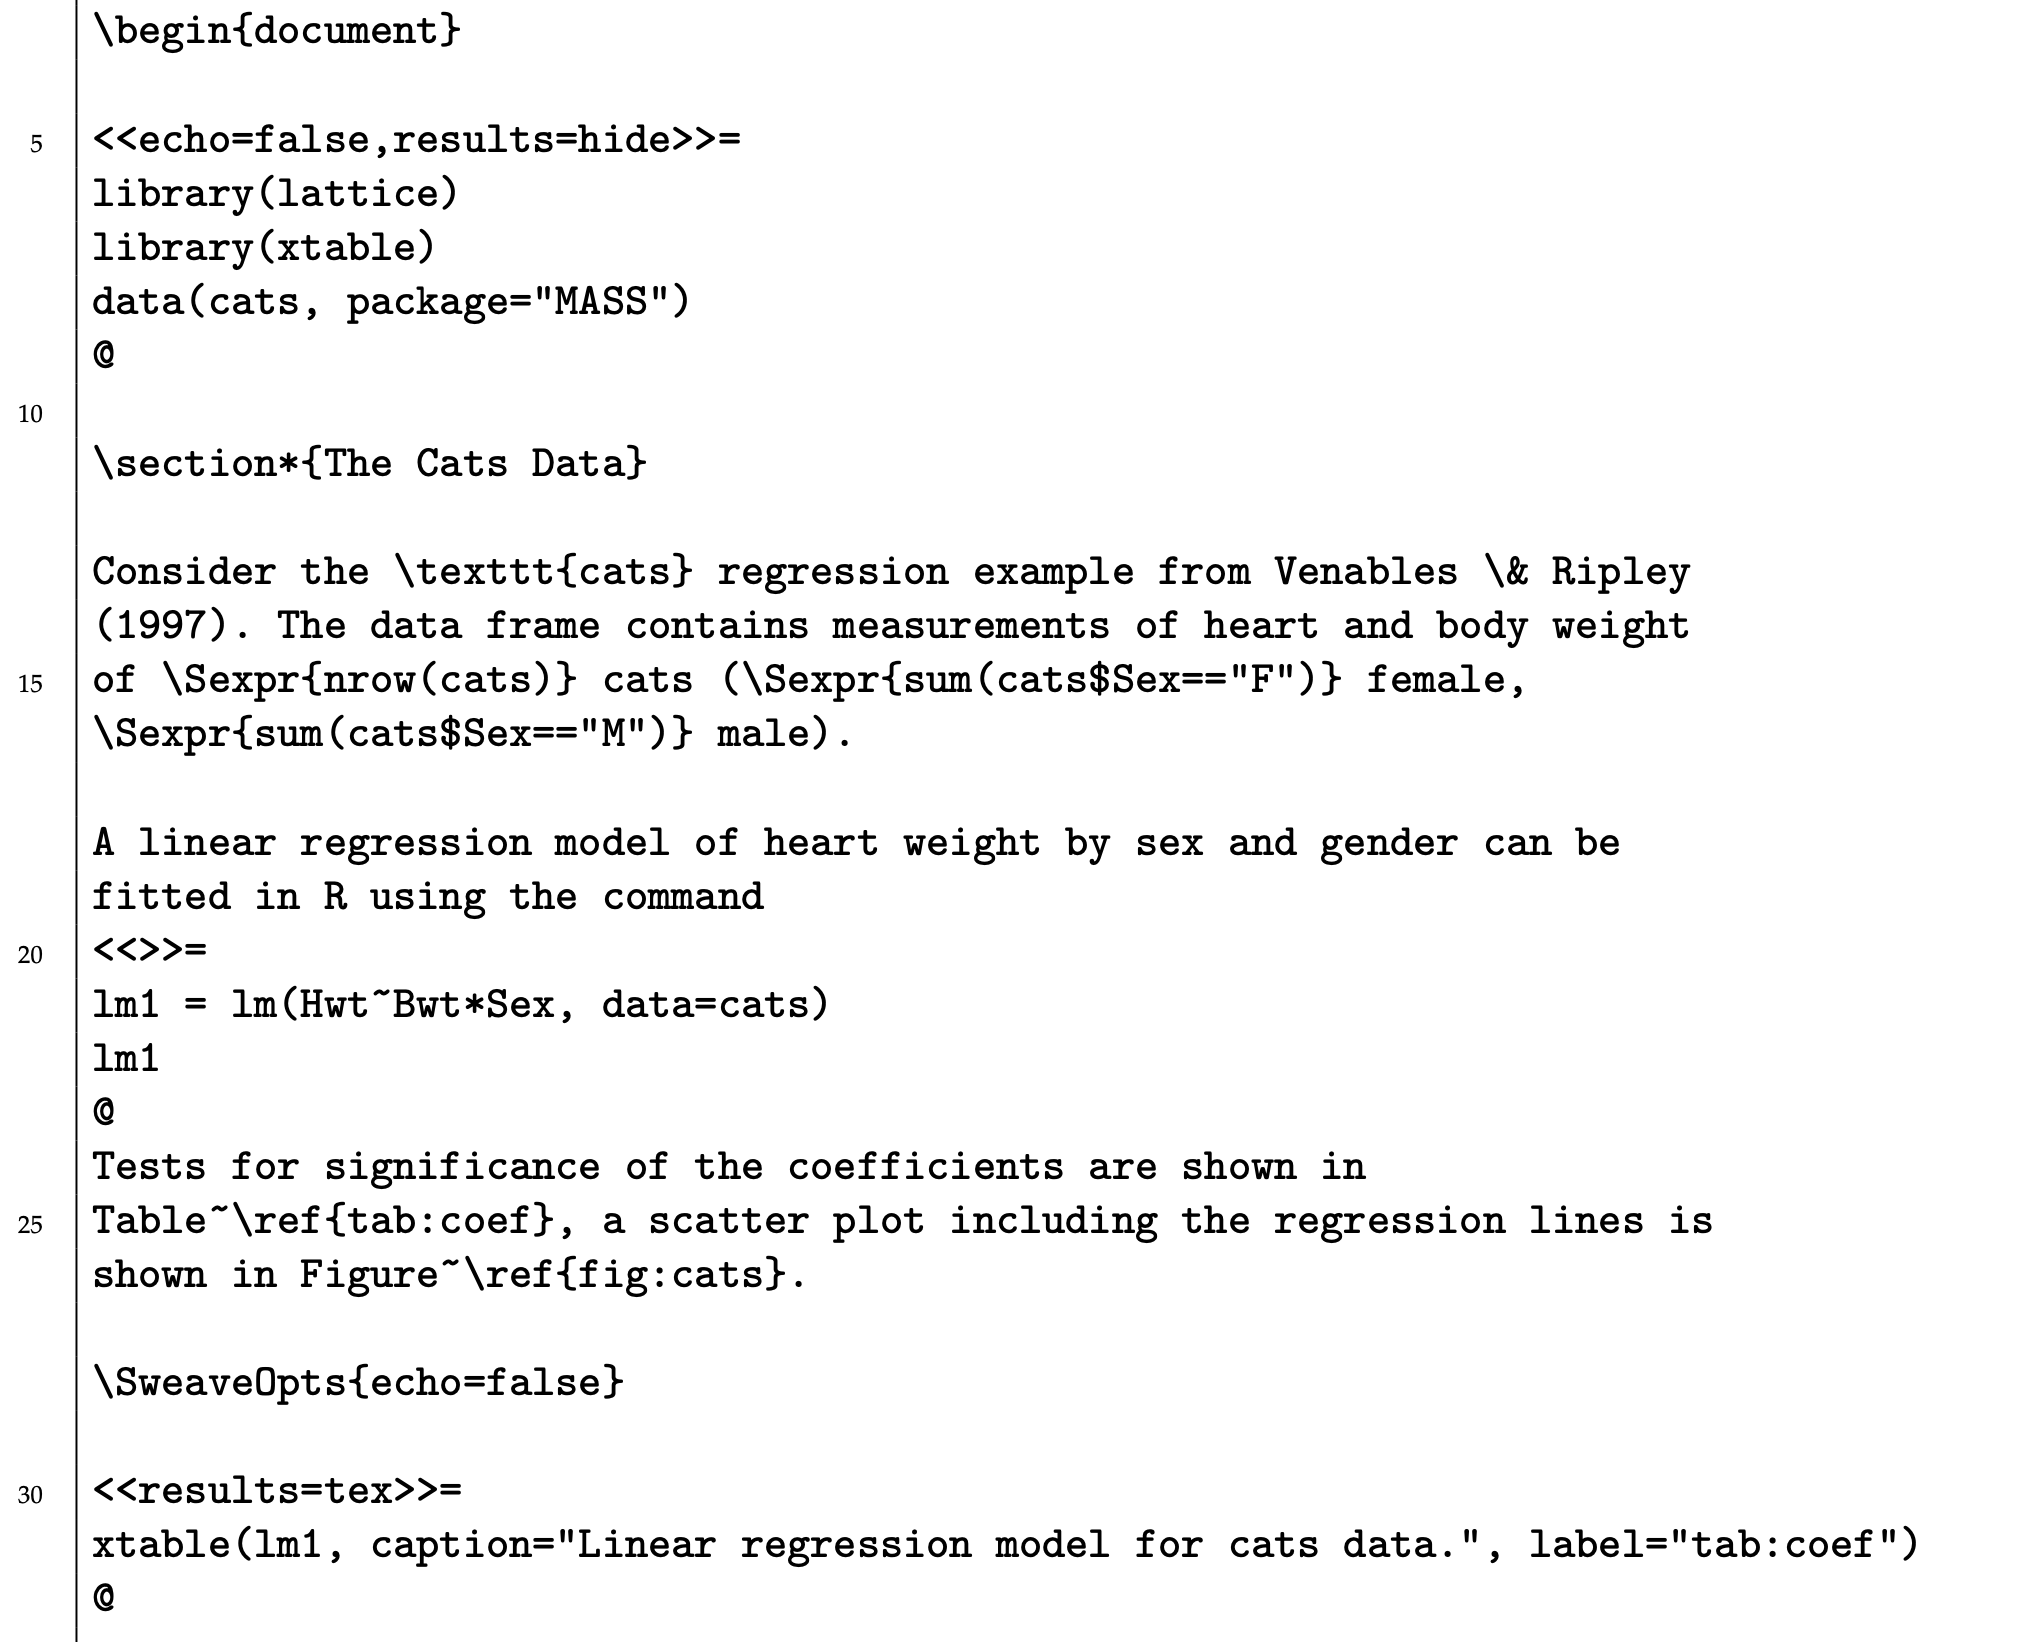 \begin{document}
5 <<echo=false,results=hide>>=
library(lattice)
library(xtable)
data(cats, package="MASS")
@
10
\section*{The Cats Data}
Consider the \texttt{cats} regression example from Venables \& Ripley
(1997). The data frame contains measurements of heart and body weight
15 of \Sexpr{nrow(cats)} cats (\Sexpr{sum(cats$Sex=="F")} female,
\Sexpr{sum(cats$Sex=="M")} male).
A linear regression model of heart weight by sex and gender can be
fitted in R using the command
20 <<>>=
lm1 = lm(Hwt~Bwt*Sex, data=cats)
lm1
@
Tests for significance of the coefficients are shown in
25 Table~\ref{tab:coef}, a scatter plot including the regression lines is
shown in Figure~\ref{fig:cats}.
\SweaveOpts{echo=false}
30 <<results=tex>>=
xtable(lm1, caption="Linear regression model for cats data.", label="tab:coef")
@